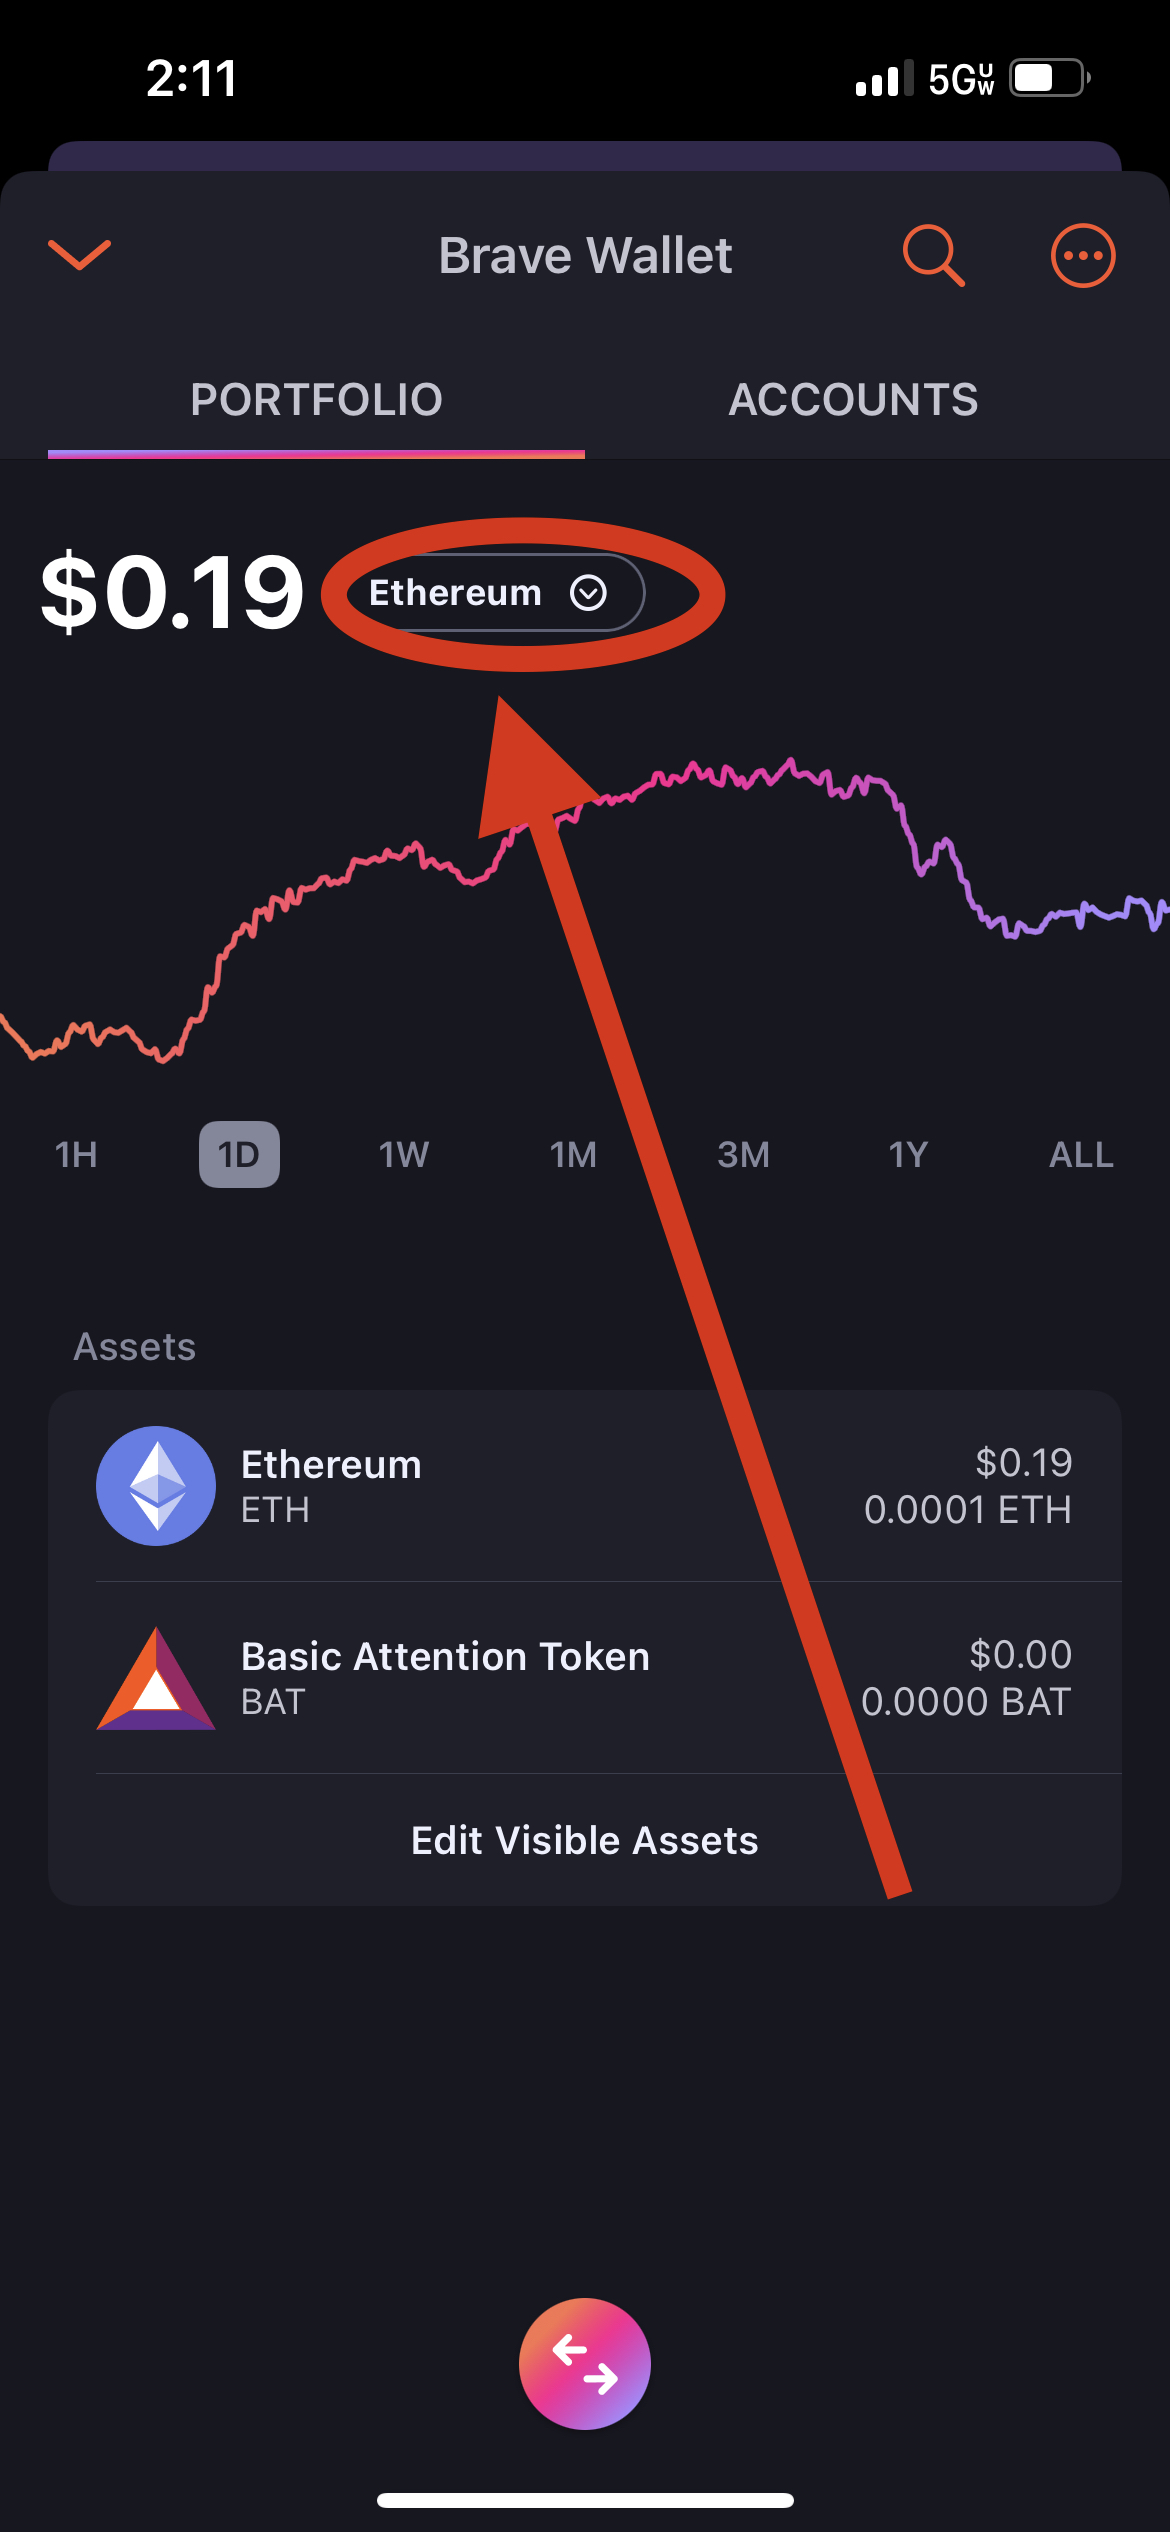 2:11
5G UW
Brave Wallet
PORTFOLIO
ACCOUNTS
$0.19
Ethereum
1H
1D
1W
1M
3M
1Y
ALL
Assets
Ethereum
$0.19
ETH
0.0001 ETH
Basic Attention Token
$0.00
BAT
0.0000 BAT
Edit Visible Assets